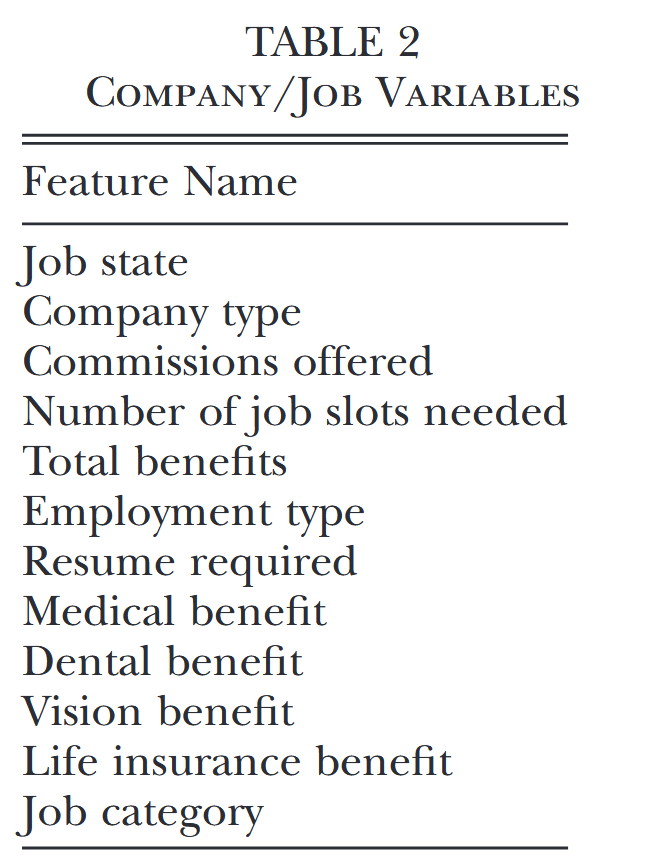 TABLE 2
Company/Job Variables
Feature Name
Job state
Company type
Commissions offered
Number of job slots needed
Total benefits
Employment type
Resume required
Medical benefit
Dental benefit
Vision benefit
Life insurance benefit
Job category